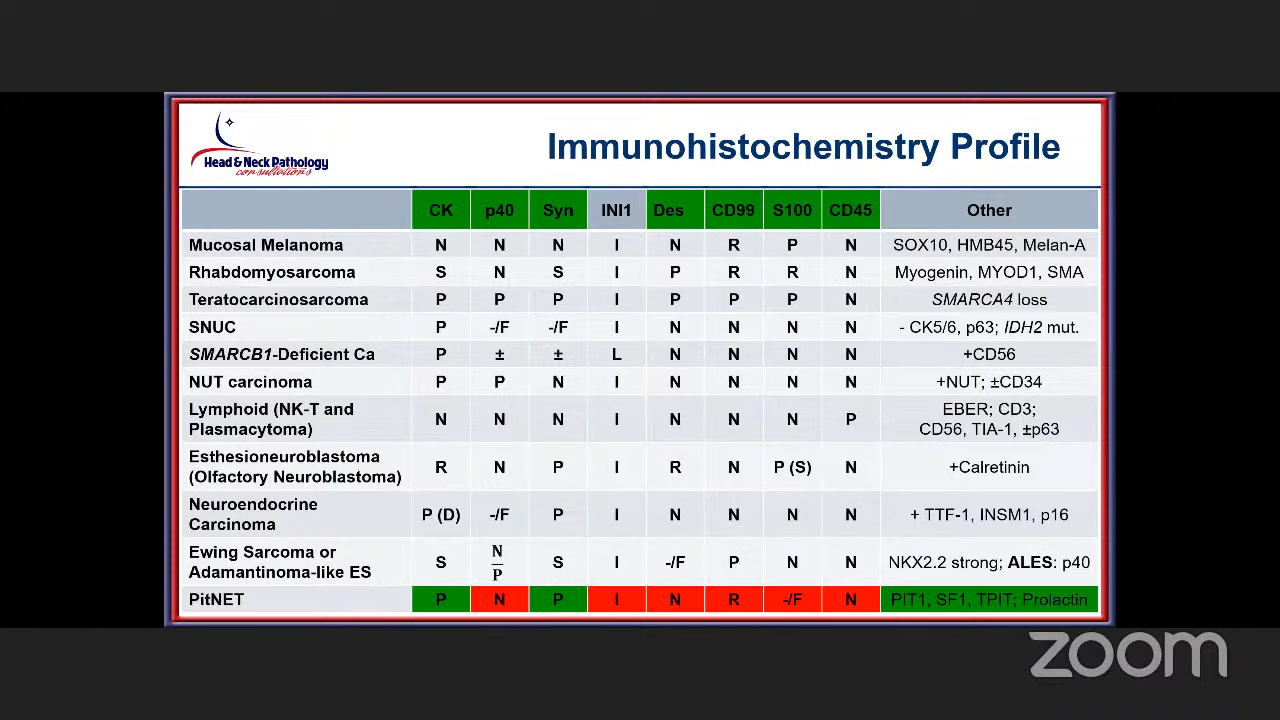 Head & Neck Pathology
consultations
Immunohistochemistry Profile
CK p40 Syn INI1 Des CD99 S100 CD45 Other
Mucosal Melanoma N N N I N R P N SOX10, HMB45, Melan-A
Rhabdomyosarcoma S N S I P R R N Myogenin, MYOD1, SMA
Teratocarcinosarcoma P P P I P P P N SMARCA4 loss
SNUC P -/F -/F I N N N N - CK5/6, p63; IDH2 mut.
SMARCB1-Deficient Ca P ± ± L N N N N +CD56
NUT carcinoma P P N I N N N N +NUT; ±CD34
Lymphoid (NK-T and
Plasmacytoma) N N N I N N N P EBER; CD3;
CD56, TIA-1, ±p63
Esthesioneuroblastoma
(Olfactory Neuroblastoma) R N P I R N P (S) N +Calretinin
Neuroendocrine
Carcinoma P (D) -/F P I N N N N + TTF-1, INSM1, p16
Ewing Sarcoma or
Adamantinoma-like ES S N/P S I -/F P N N NKX2.2 strong; ALES: p40
PitNET P N P I N R -/F N PIT1, SF1, TPIT; Prolactin
zoom